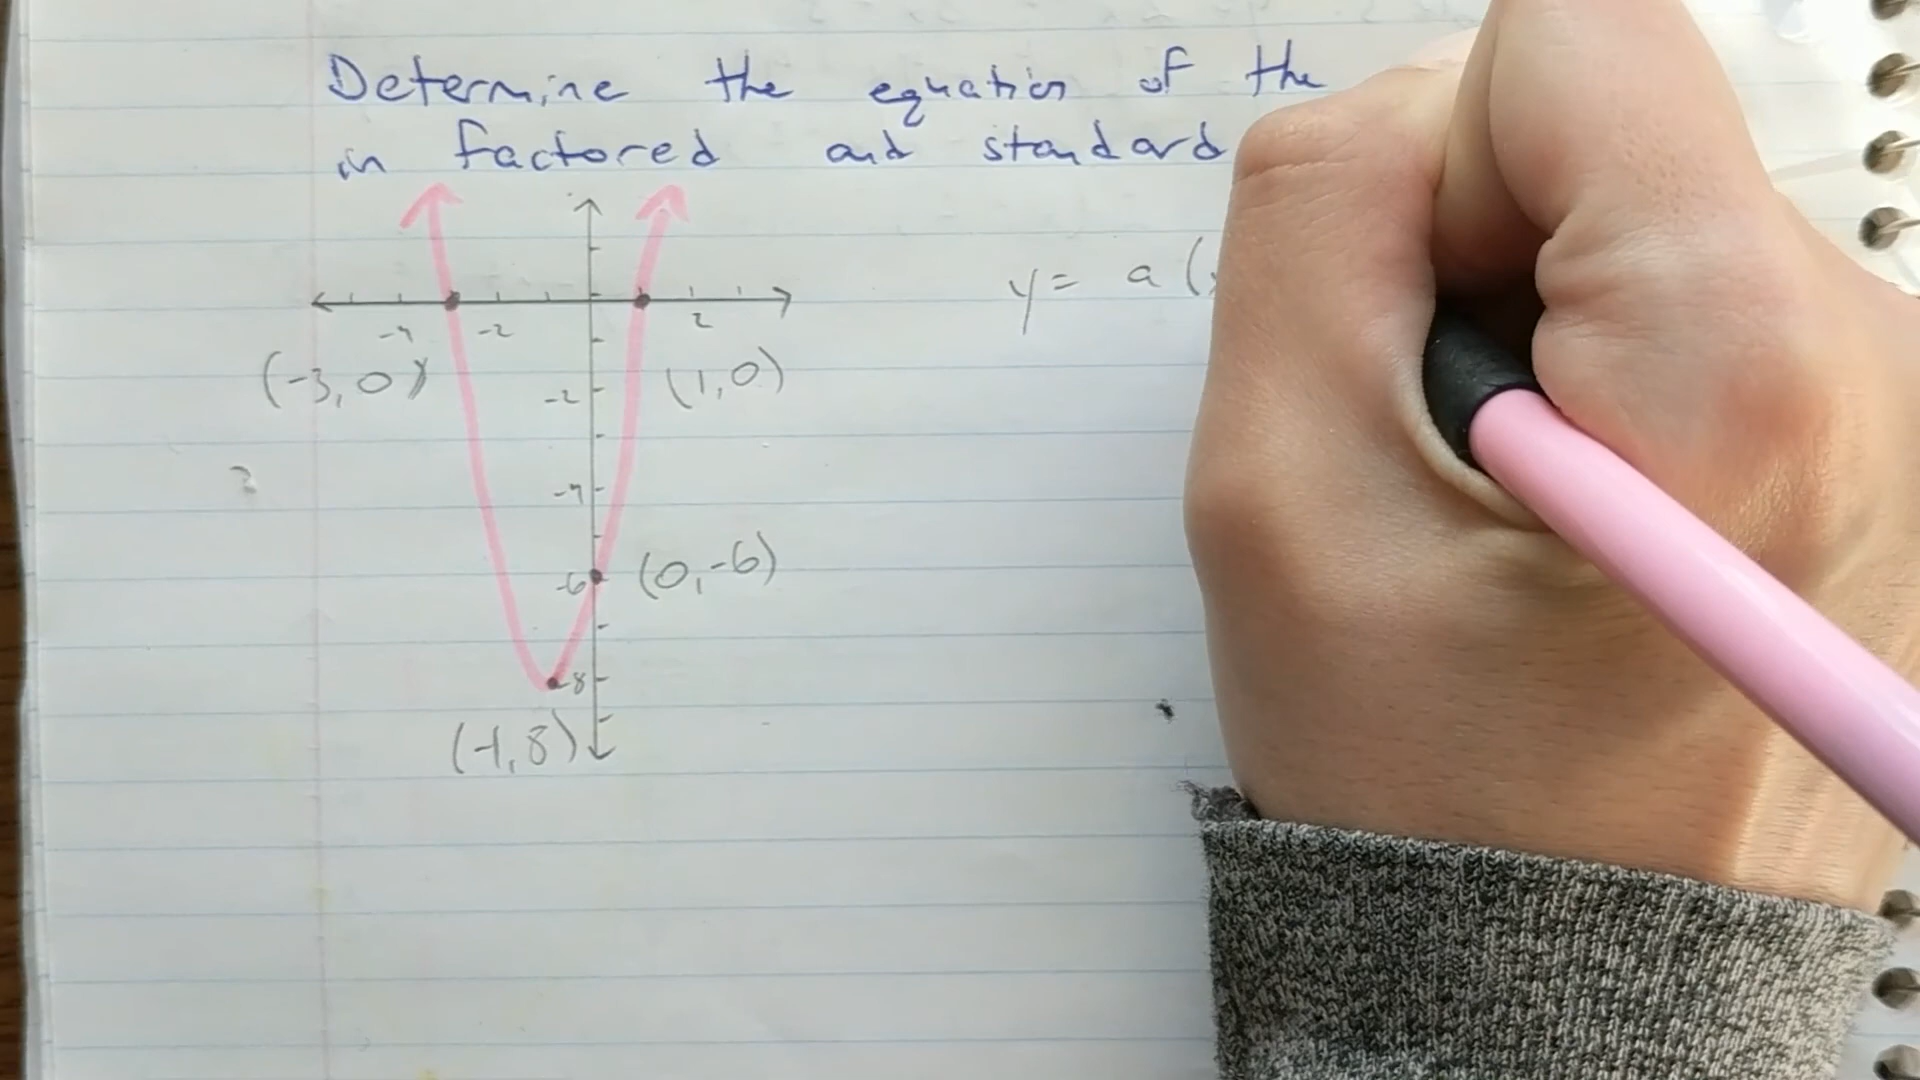 Determine the equation of the
in factored and standard
y = a (
-4 -2 2
(-3, 0) (1, 0)
-2
-4
-6 (0, -6)
-8
(-1, 8)